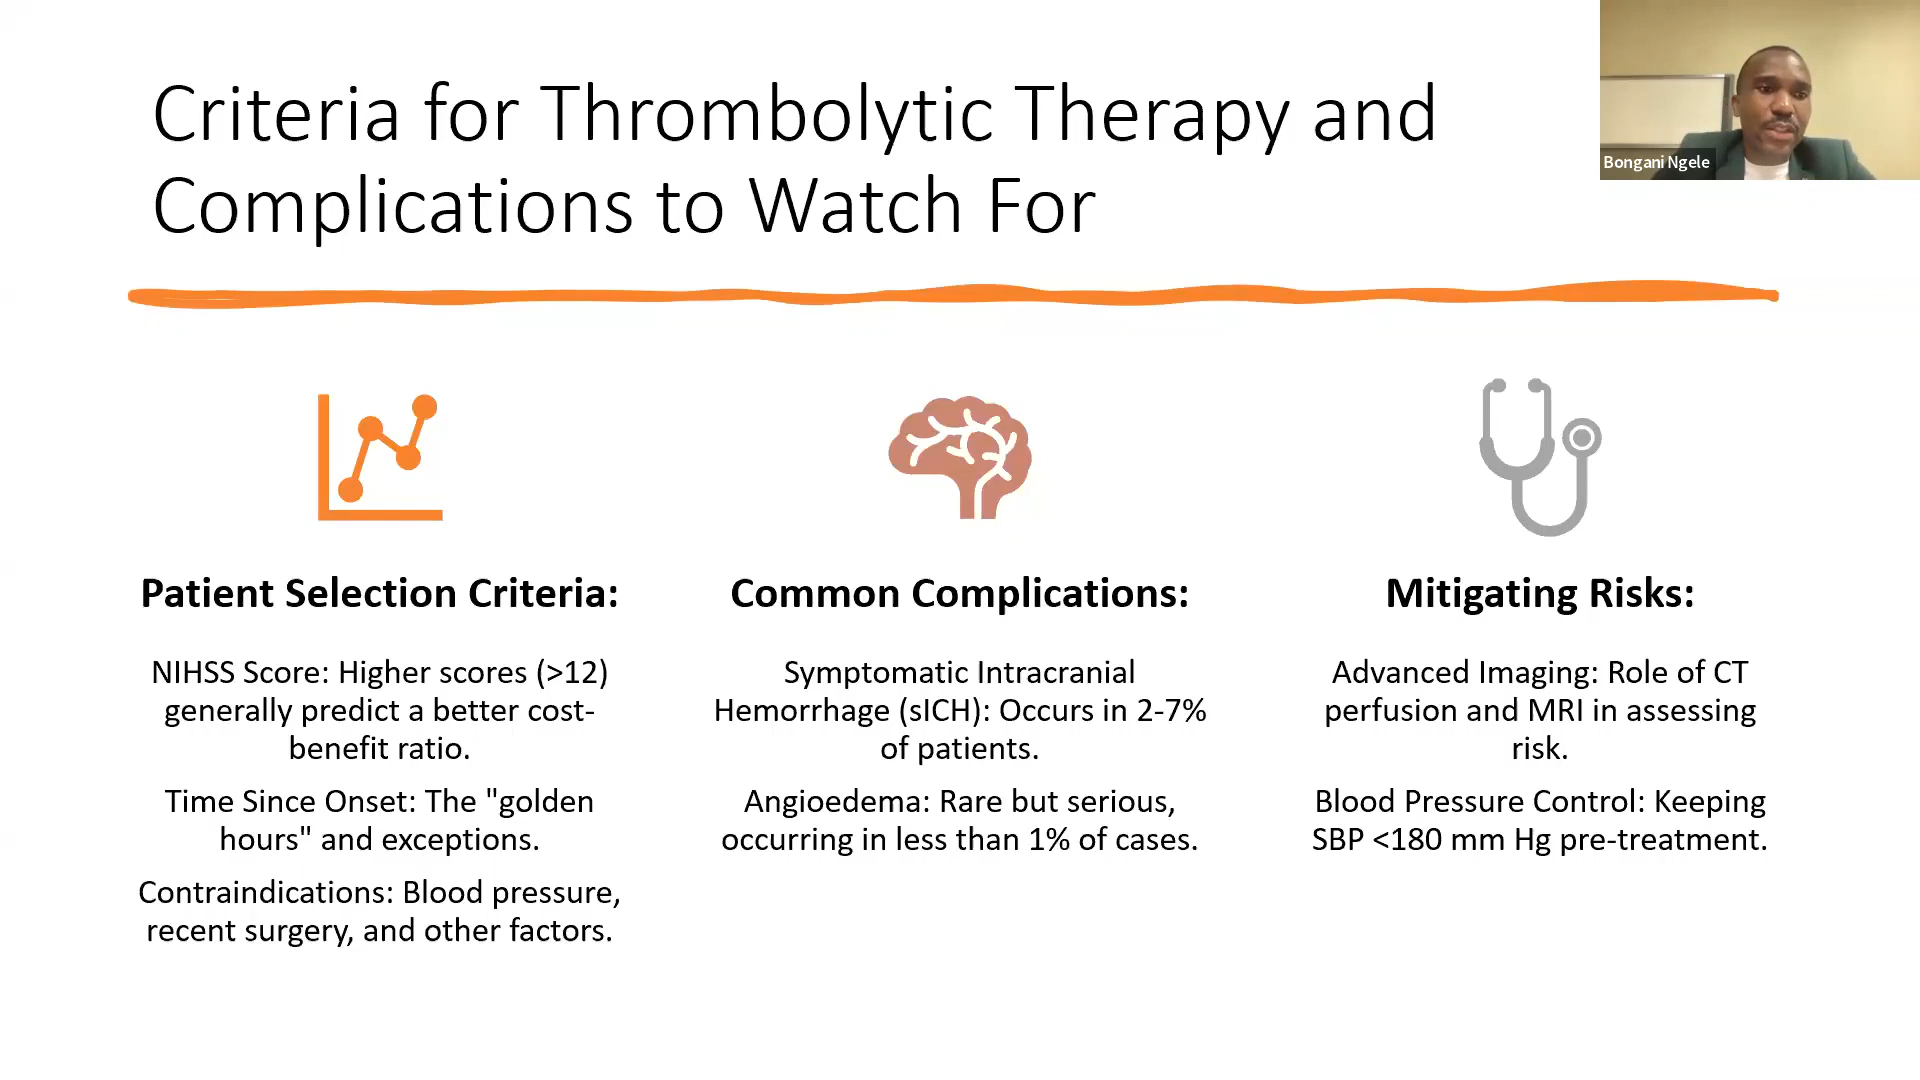 Criteria for Thrombolytic Therapy and
Complications to Watch For
Bongani Ngele
Patient Selection Criteria:
NIHSS Score: Higher scores (>12)
generally predict a better cost-
benefit ratio.
Time Since Onset: The "golden
hours" and exceptions.
Contraindications: Blood pressure,
recent surgery, and other factors.
Common Complications:
Symptomatic Intracranial
Hemorrhage (sICH): Occurs in 2-7%
of patients.
Angioedema: Rare but serious,
occurring in less than 1% of cases.
Mitigating Risks:
Advanced Imaging: Role of CT
perfusion and MRI in assessing
risk.
Blood Pressure Control: Keeping
SBP <180 mm Hg pre-treatment.